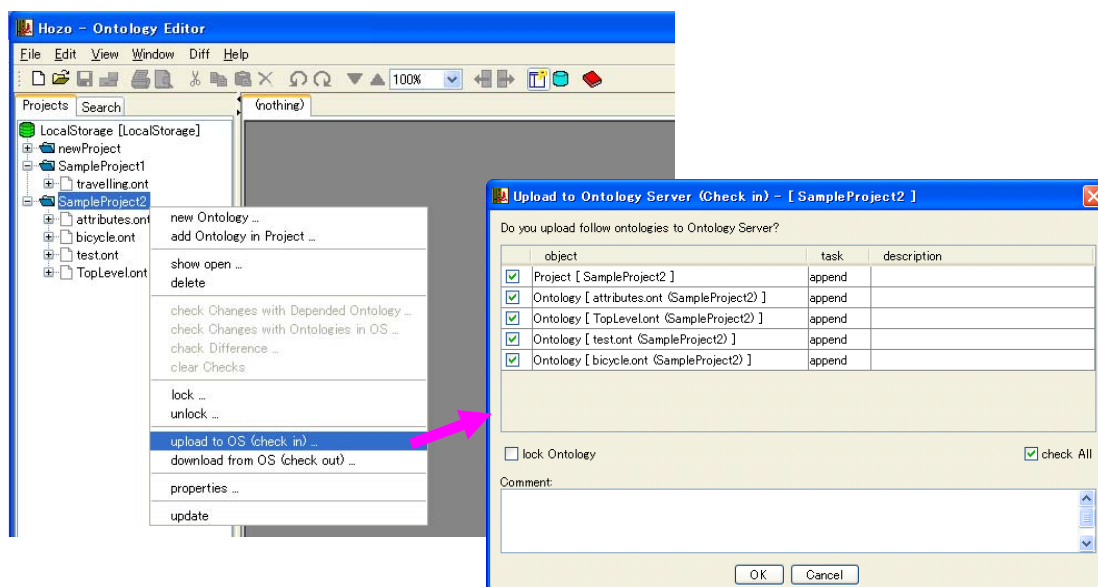 Hozo - Ontology Editor
File Edit View Window Diff Help
100%
Projects Search
(nothing)
LocalStorage [LocalStorage]
newProject
SampleProject1
travelling.ont
SampleProject2
attributes.ont
bicycle.ont
test.ont
TopLevel.ont
new Ontology ...
add Ontology in Project ...
show open ...
delete
check Changes with Depended Ontology ...
check Changes with Ontologies in OS ...
chack Difference ...
clear Checks
lock ...
unlock ...
upload to OS (check in) ...
download from OS (check out) ...
properties ...
update
Upload to Ontology Server (Check in) - [ SampleProject2 ]
Do you upload follow ontologies to Ontology Server?
object task description
Project [ SampleProject2 ] append
Ontology [ attributes.ont (SampleProject2) ] append
Ontology [ TopLevel.ont (SampleProject2) ] append
Ontology [ test.ont (SampleProject2) ] append
Ontology [ bicycle.ont (SampleProject2) ] append
lock Ontology check All
Comment:
OK Cancel